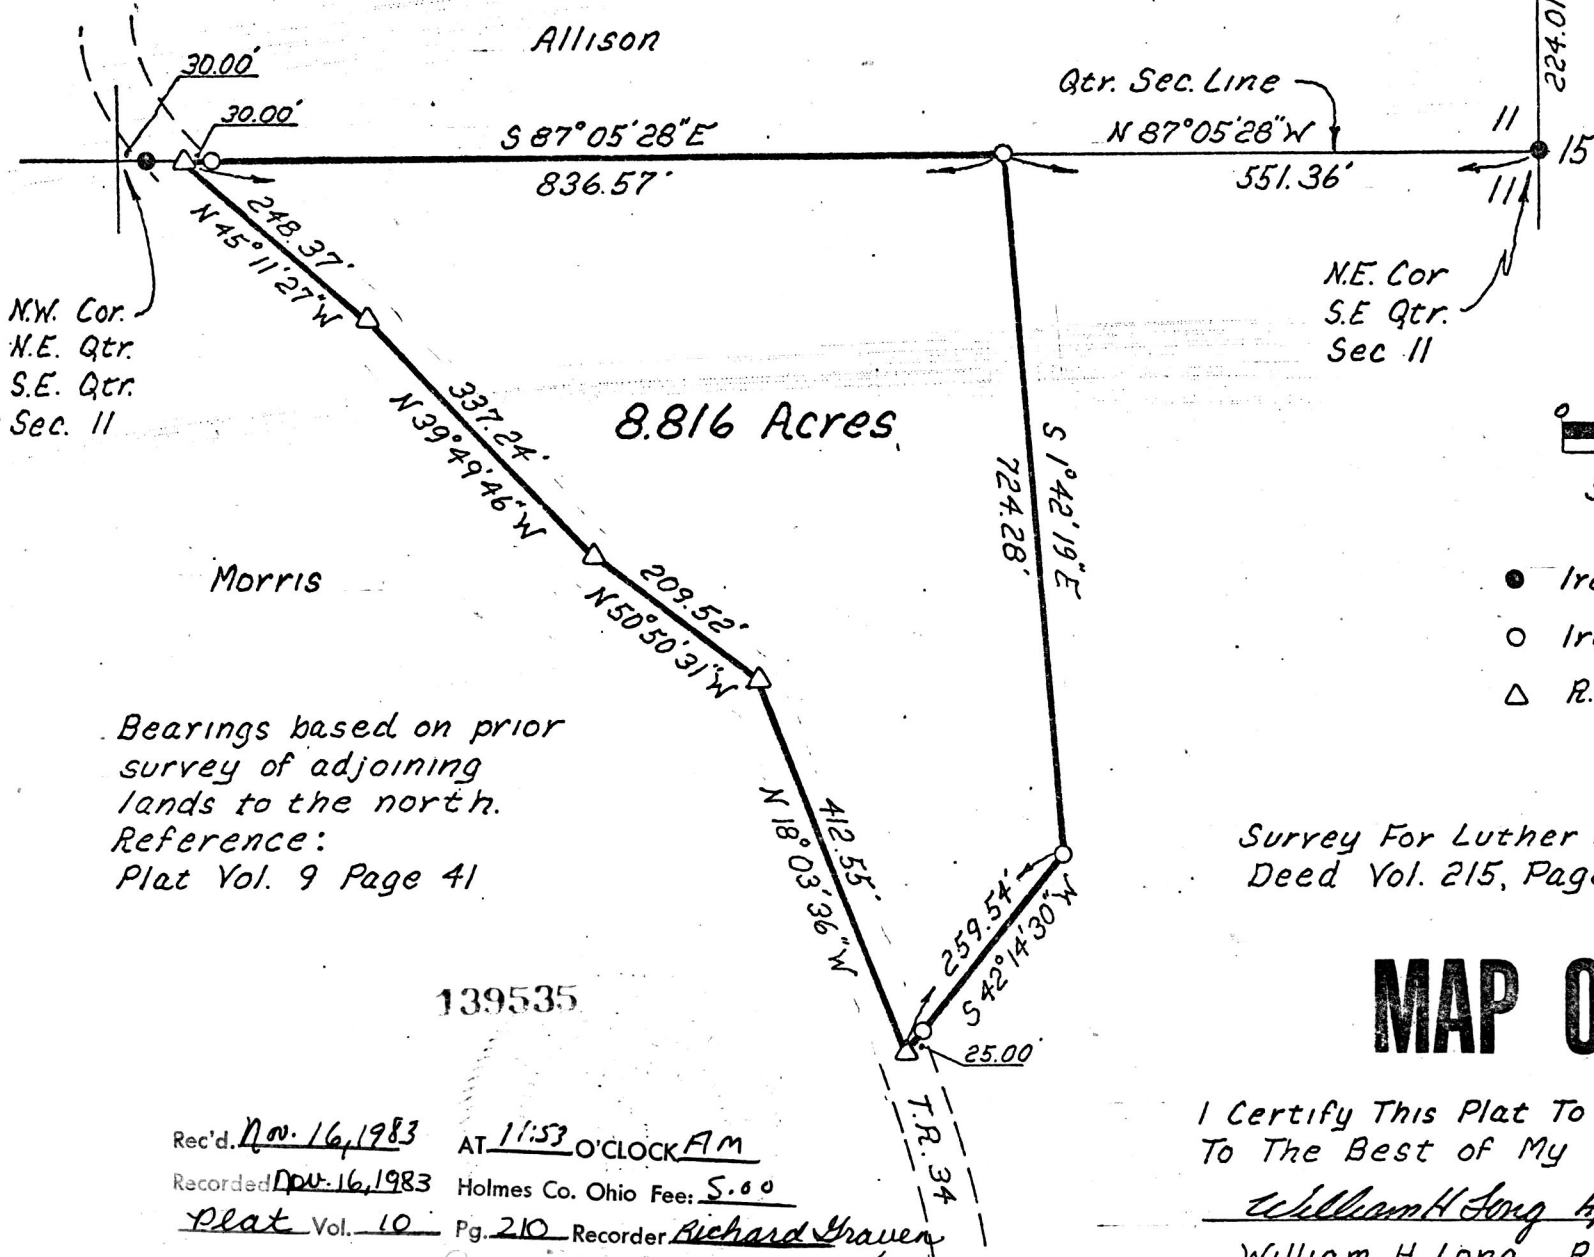 Allison
224.01
30.00'
30.00'
Qtr. Sec. Line
S 87° 05' 28" E
N 87° 05' 28" W
11
15
836.57'
551.36'
11
248.37'
N 45° 11' 27" W
N.W. Cor.
N.E. Qtr.
S.E. Qtr.
Sec. 11
N.E. Cor
S.E Qtr.
Sec 11
337.24'
N 39° 49' 46" W
8.816 Acres
0
S 1° 42' 19" E
724.28'
Morris
209.52'
N 50° 50' 31" W
R.
Bearings based on prior
survey of adjoining
lands to the north.
Reference:
Plat Vol. 9 Page 41
412.55'
N 18° 03' 36" W
259.54'
S 42° 14' 30" W
25.00'
T.R. 34
Survey For Luther
Deed Vol. 215, Pag
139535
MAP O
I Certify This Plat To
To The Best of My
William H Long
William H. Long
Rec'd. Nov. 16, 1983 AT 11:53 O'CLOCK AM
Recorded Nov. 16, 1983 Holmes Co. Ohio Fee: 5.00
Plat Vol. 10 Pg. 210 Recorder Richard Graven